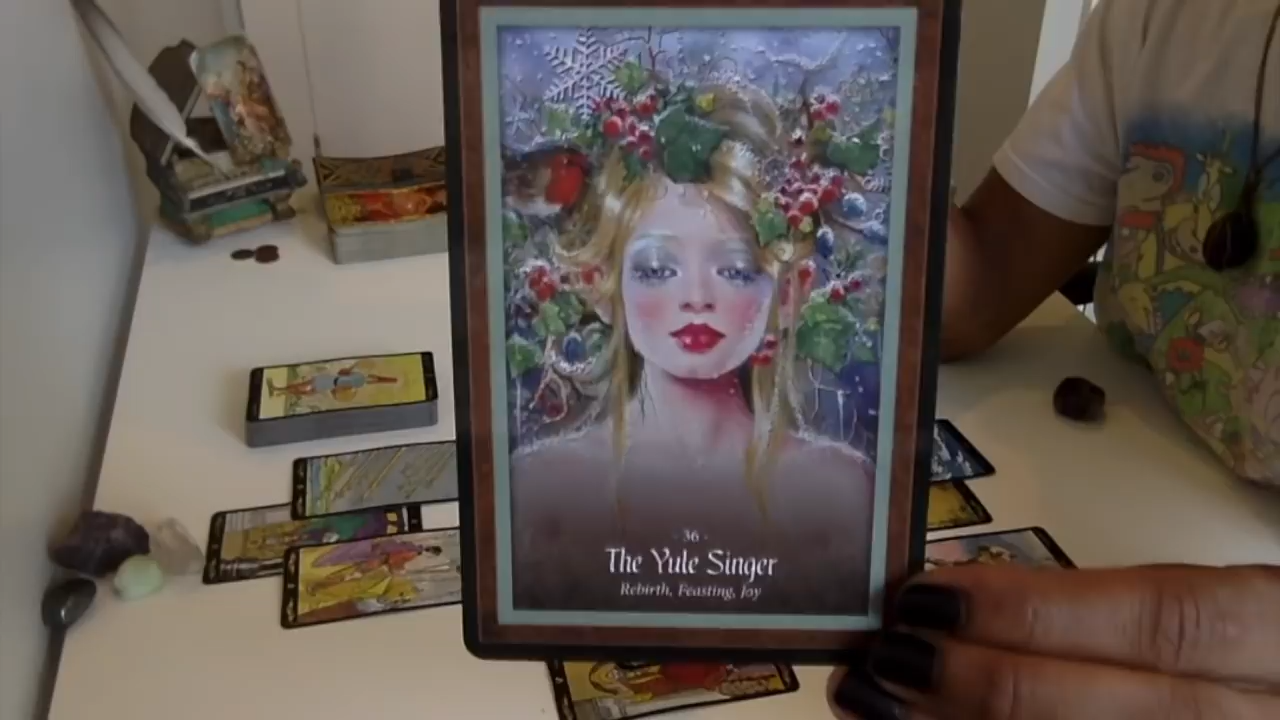 - 36 -
The Yule Singer
Rebirth, Feasting, Joy